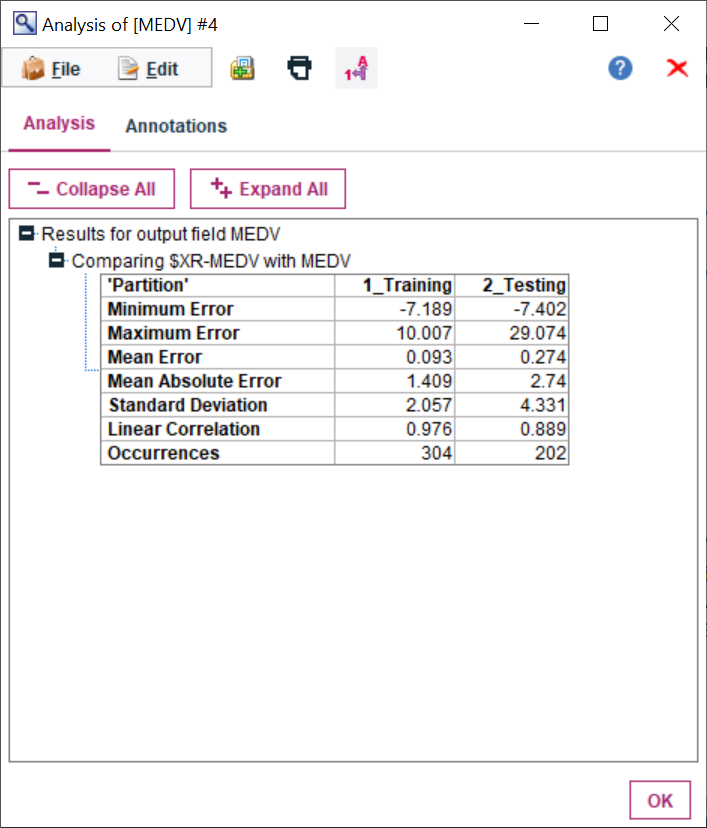 Analysis of [MEDV] #4
File Edit
Analysis Annotations
Collapse All Expand All
Results for output field MEDV
Comparing $XR-MEDV with MEDV
'Partition' 1_Training 2_Testing
Minimum Error -7.189 -7.402
Maximum Error 10.007 29.074
Mean Error 0.093 0.274
Mean Absolute Error 1.409 2.74
Standard Deviation 2.057 4.331
Linear Correlation 0.976 0.889
Occurrences 304 202
OK